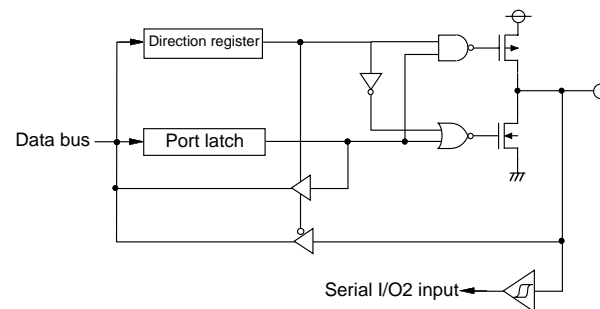 Direction register
Data bus
Port latch
Serial I/O2 input